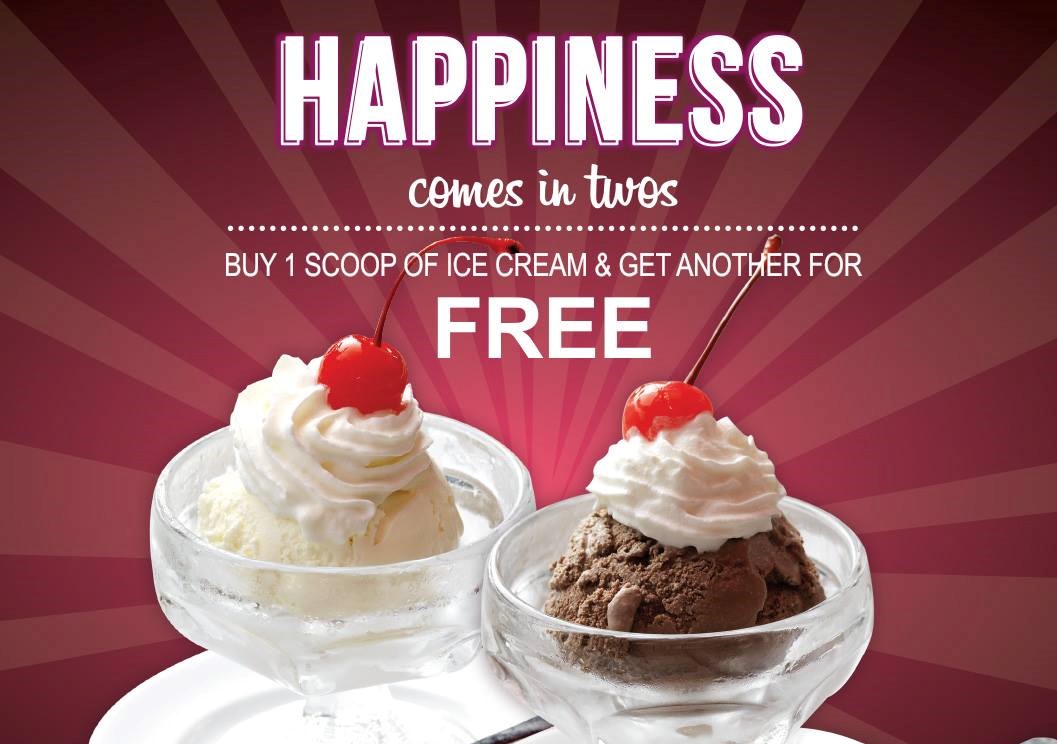 HAPPINESS
comes in twos
BUY 1 SCOOP OF ICE CREAM & GET ANOTHER FOR
FREE